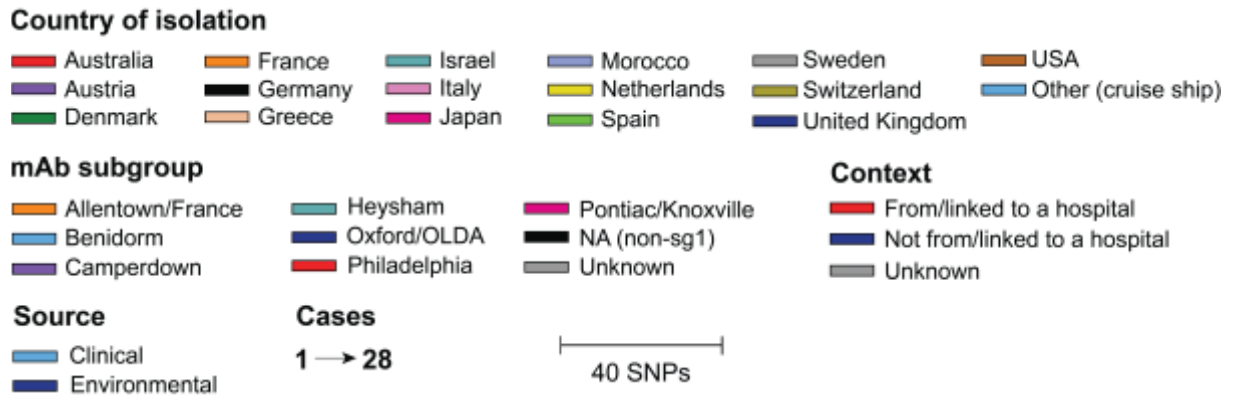 Country of isolation
Australia France Israel Morocco Sweden USA
Austria Germany Italy Netherlands Switzerland Other (cruise ship)
Denmark Greece Japan Spain United Kingdom
mAb subgroup
Context
Allentown/France Heysham Pontiac/Knoxville From/linked to a hospital
Benidorm Oxford/OLDA NA (non-sg1) Not from/linked to a hospital
Camperdown Philadelphia Unknown Unknown
Source Cases
Clinical 1 → 28
Environmental 40 SNPs